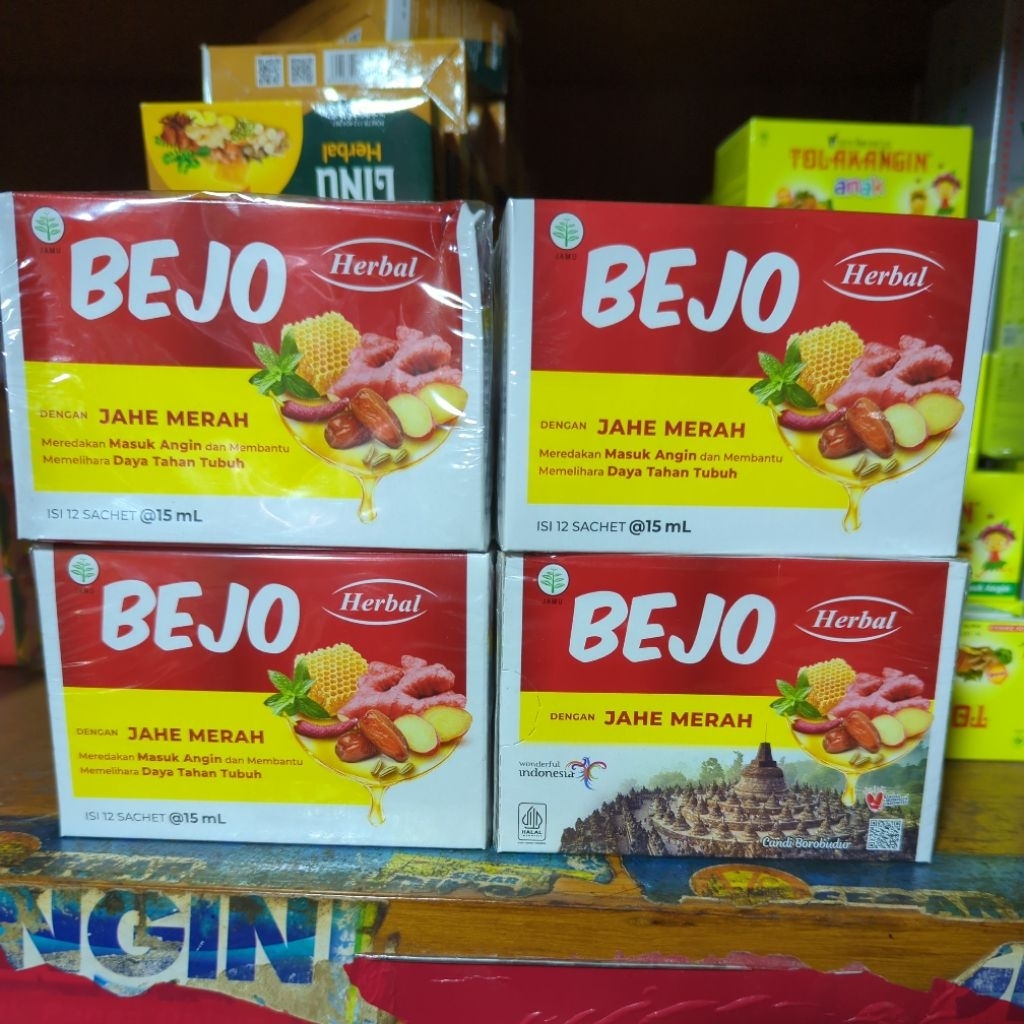 LINU
Herbal
TOLAKANGIN
anak
JAMU
BEJO
Herbal
DENGAN JAHE MERAH
Meredakan Masuk Angin dan Membantu
Memelihara Daya Tahan Tubuh
ISI 12 SACHET @15 mL
JAMU
BEJO
Herbal
DENGAN JAHE MERAH
Meredakan Masuk Angin dan Membantu
Memelihara Daya Tahan Tubuh
ISI 12 SACHET @15 mL
JAMU
BEJO
Herbal
DENGAN JAHE MERAH
Meredakan Masuk Angin dan Membantu
Memelihara Daya Tahan Tubuh
ISI 12 SACHET @15 mL
JAMU
BEJO
Herbal
DENGAN JAHE MERAH
wonderful
indonesia
HALAL
Candi Borobudur
NGIN